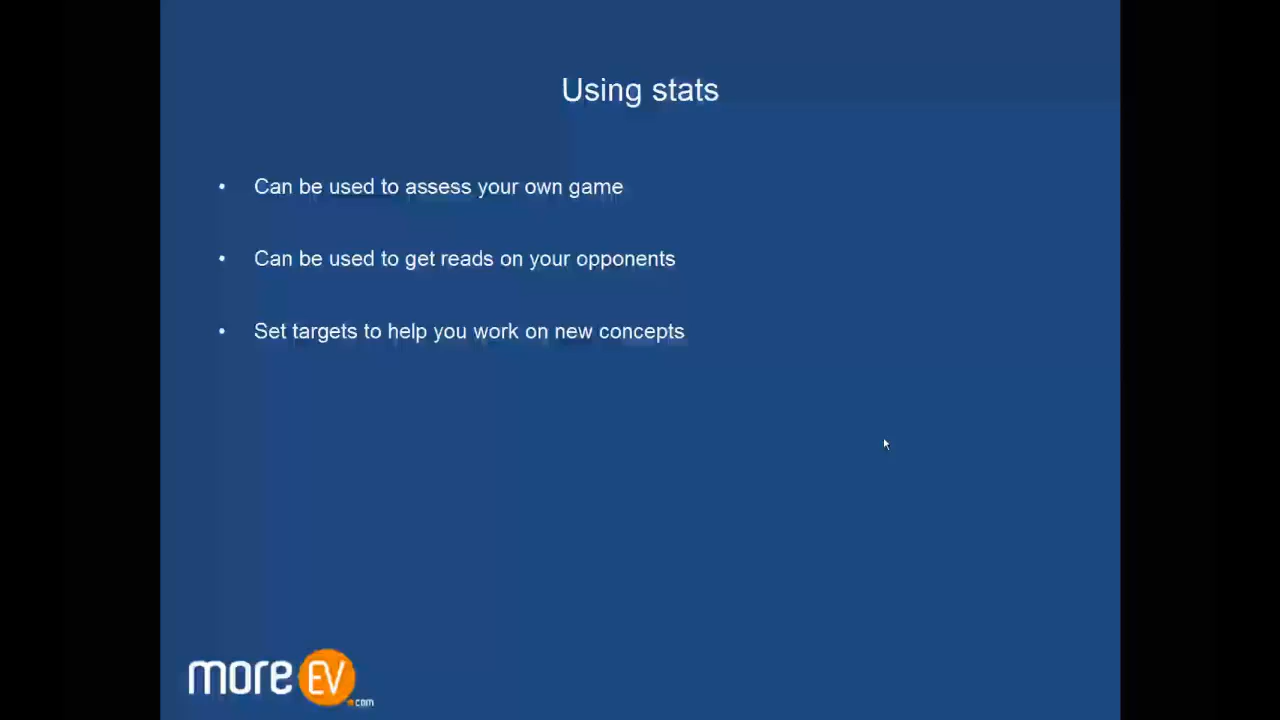 Using stats
• Can be used to assess your own game
• Can be used to get reads on your opponents
• Set targets to help you work on new concepts
more EV .com